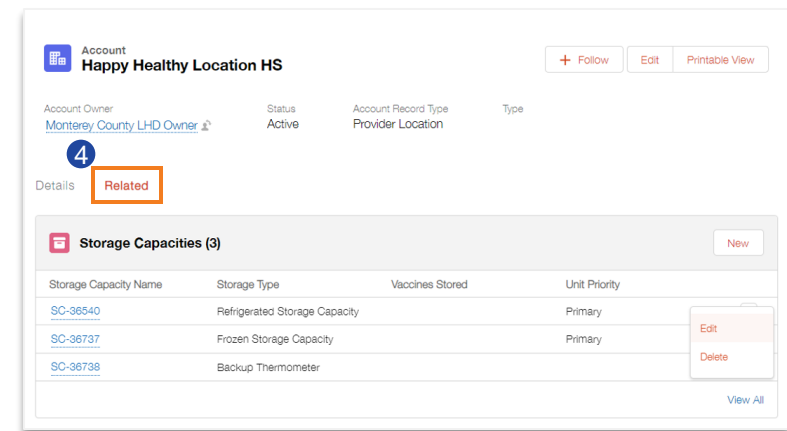 Account
Happy Healthy Location HS
+ Follow Edit Printable View
Account Owner Status Account Record Type Type
Monterey County LHD Owner Active Provider Location
4
Details Related
Storage Capacities (3) New
Storage Capacity Name Storage Type Vaccines Stored Unit Priority
SC-36540 Refrigerated Storage Capacity Primary
Edit
SC-36737 Frozen Storage Capacity Primary
Delete
SC-36738 Backup Thermometer
View All